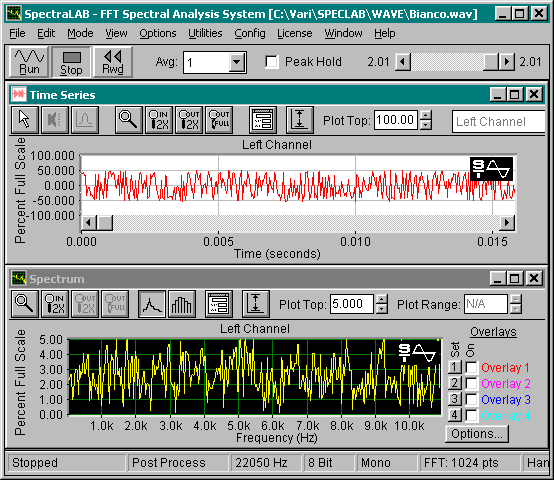 SpectraLAB - FFT Spectral Analysis System [C:\Vari\SPECLAB\WAVE\Bianco.wav]
File Edit Mode View Options Utilities Config License Window Help
Run Stop Rwd Avg: 1 Peak Hold 2.01 2.01
Time Series
IN 2X OUT 2X OUT FULL Plot Top: 100.00 Left Channel
Left Channel
Percent Full Scale
100.000
50.000
0.000
-50.000
-100.000
0.000 0.005 0.010 0.015
Time (seconds)
Spectrum
IN 2X OUT 2X OUT FULL Plot Top: 5.000 Plot Range: N/A
Left Channel
Percent Full Scale
5.00
4.00
3.00
2.00
1.00
0.00
1.0k 2.0k 3.0k 4.0k 5.0k 6.0k 7.0k 8.0k 9.0k 10.0k
Frequency (Hz)
Overlays
Set On
1 Overlay 1
2 Overlay 2
3 Overlay 3
4 Overlay 4
Options...
Stopped Post Process 22050 Hz 8 Bit Mono FFT: 1024 pts Han